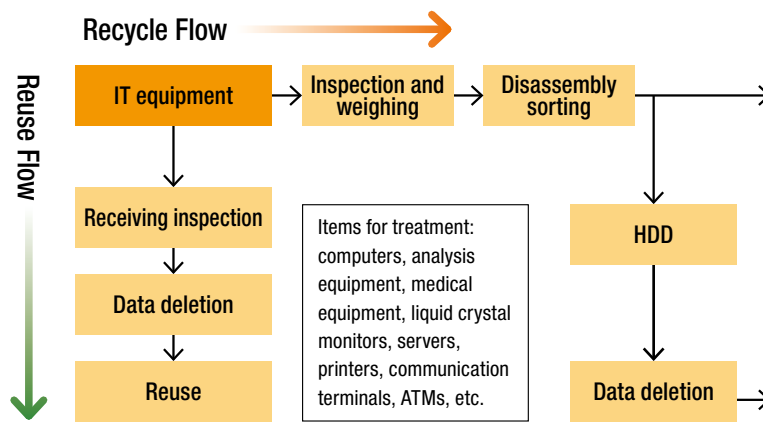 Recycle Flow
Reuse Flow
IT equipment
Inspection and
weighing
Disassembly
sorting
Receiving inspection
Data deletion
Reuse
Items for treatment:
computers, analysis
equipment, medical
equipment, liquid crystal
monitors, servers,
printers, communication
terminals, ATMs, etc.
HDD
Data deletion